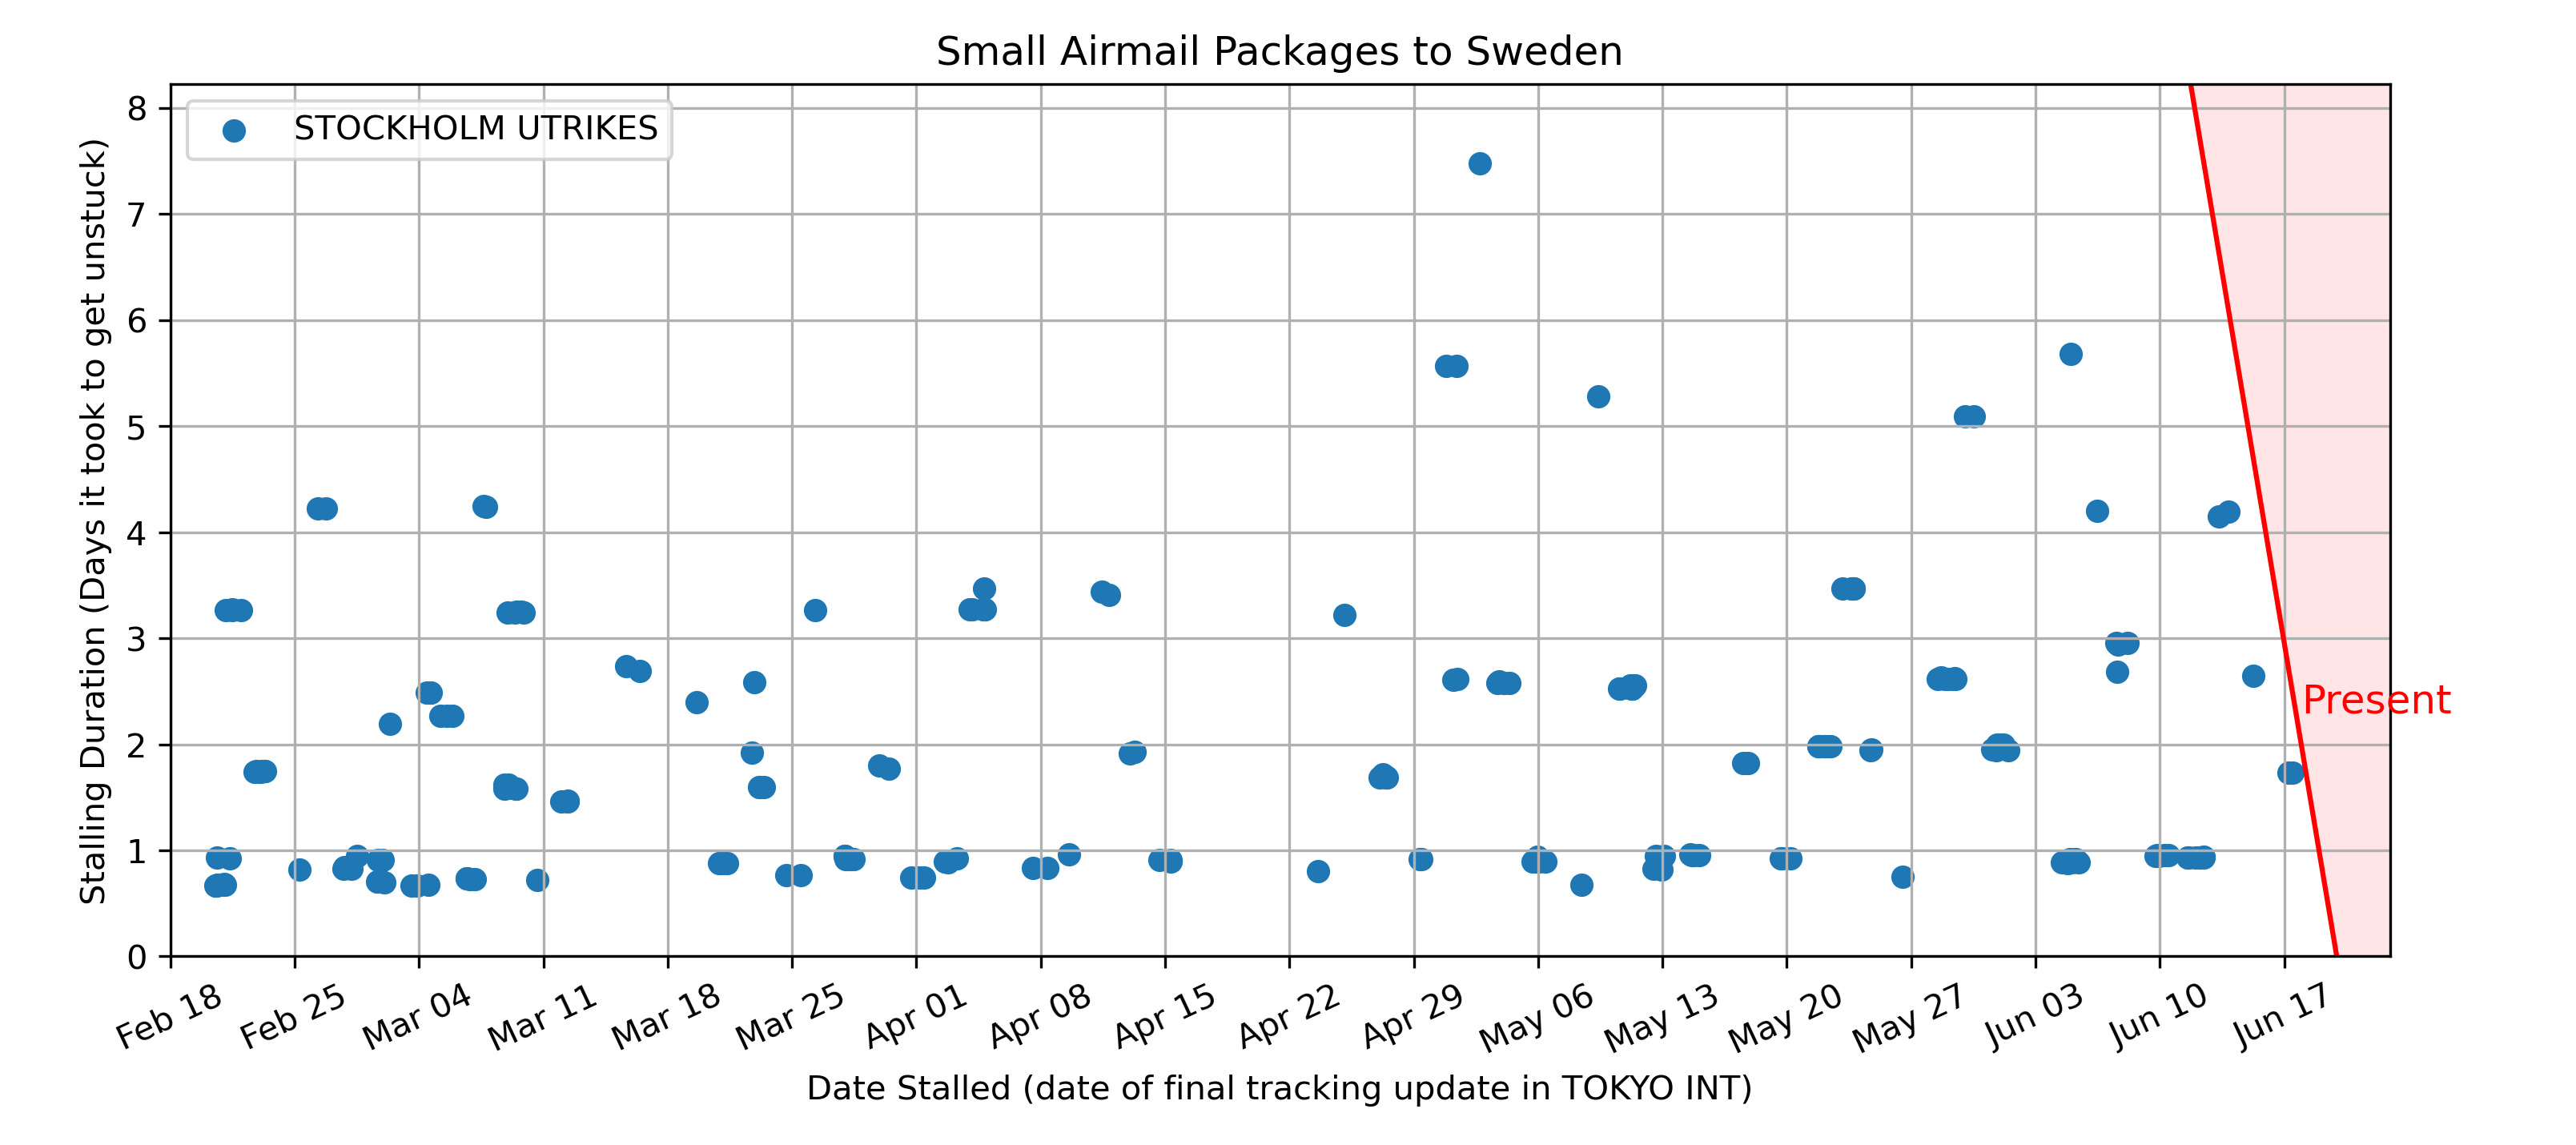 Small Airmail Packages to Sweden
STOCKHOLM UTRIKES
Stalling Duration (Days it took to get unstuck)
8
7
6
5
4
3
2
1
0
Present
Feb 18
Feb 25
Mar 04
Mar 11
Mar 18
Mar 25
Apr 01
Apr 08
Apr 15
Apr 22
Apr 29
May 06
May 13
May 20
May 27
Jun 03
Jun 10
Jun 17
Date Stalled (date of final tracking update in TOKYO INT)